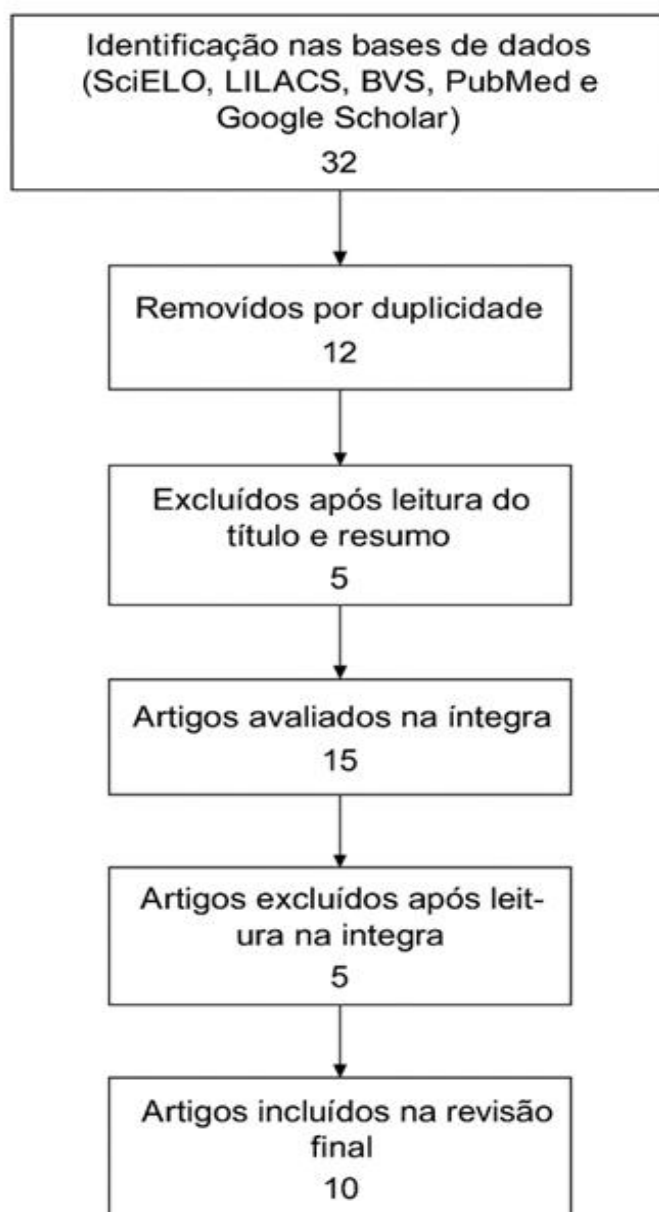 Identificação nas bases de dados
(SciELO, LILACS, BVS, PubMed e
Google Scholar)
32
Removídos por duplicidade
12
Excluídos após leitura do
título e resumo
5
Artigos avaliados na íntegra
15
Artigos excluídos após leit-
ura na integra
5
Artigos incluídos na revisão
final
10